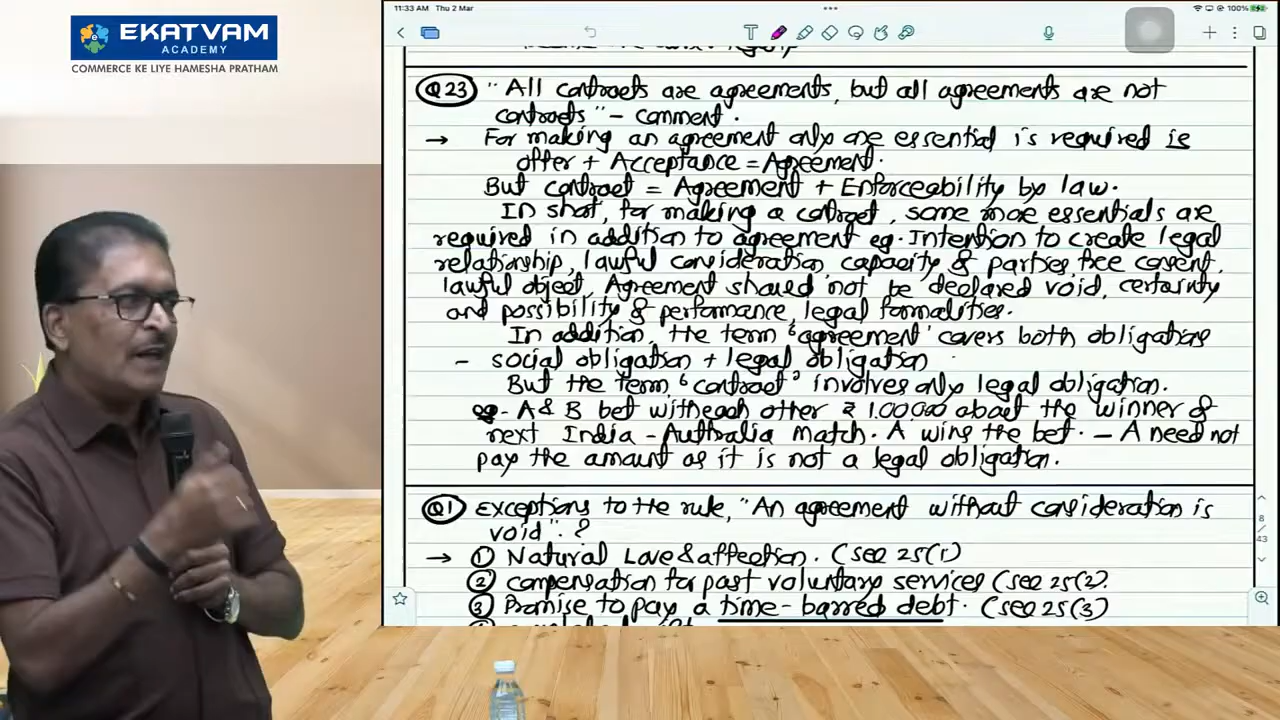 EKATVAM
ACADEMY
COMMERCE KE LIYE HAMESHA PRATHAM
11:33 AM Thu 2 Mar
100%
Q23 "All contracts are agreements, but all agreements are not
contracts" - comment.
→ For making an agreement only one essential is required is
offer + Acceptance = Agreement.
But contract = Agreement + Enforceability by law.
In short, for making a contract, some more essentials are
required in addition to agreement eg. Intention to create legal
relationship, lawful consideration, capacity of parties, free consent,
lawful object, Agreement should not be declared void, certainty
and possibility of performance, legal formalities.
In addition, the term 'agreement' covers both obligations
- social obligation + legal obligation
But the term 'contract' involves only legal obligation.
eg- A & B bet with each other ₹ 1,00,000 about the winner of
next India - Australia match. A wins the bet. - A need not
pay the amount as it is not a legal obligation.
Q1 Exceptions to the rule, "An agreement without consideration is
void". ?
→ ① Natural Love & affection. (sec 25(1)
② compensation for past voluntary services (sec 25(2).
③ Promise to pay a time-barred debt. (sec 25(3)
8
43